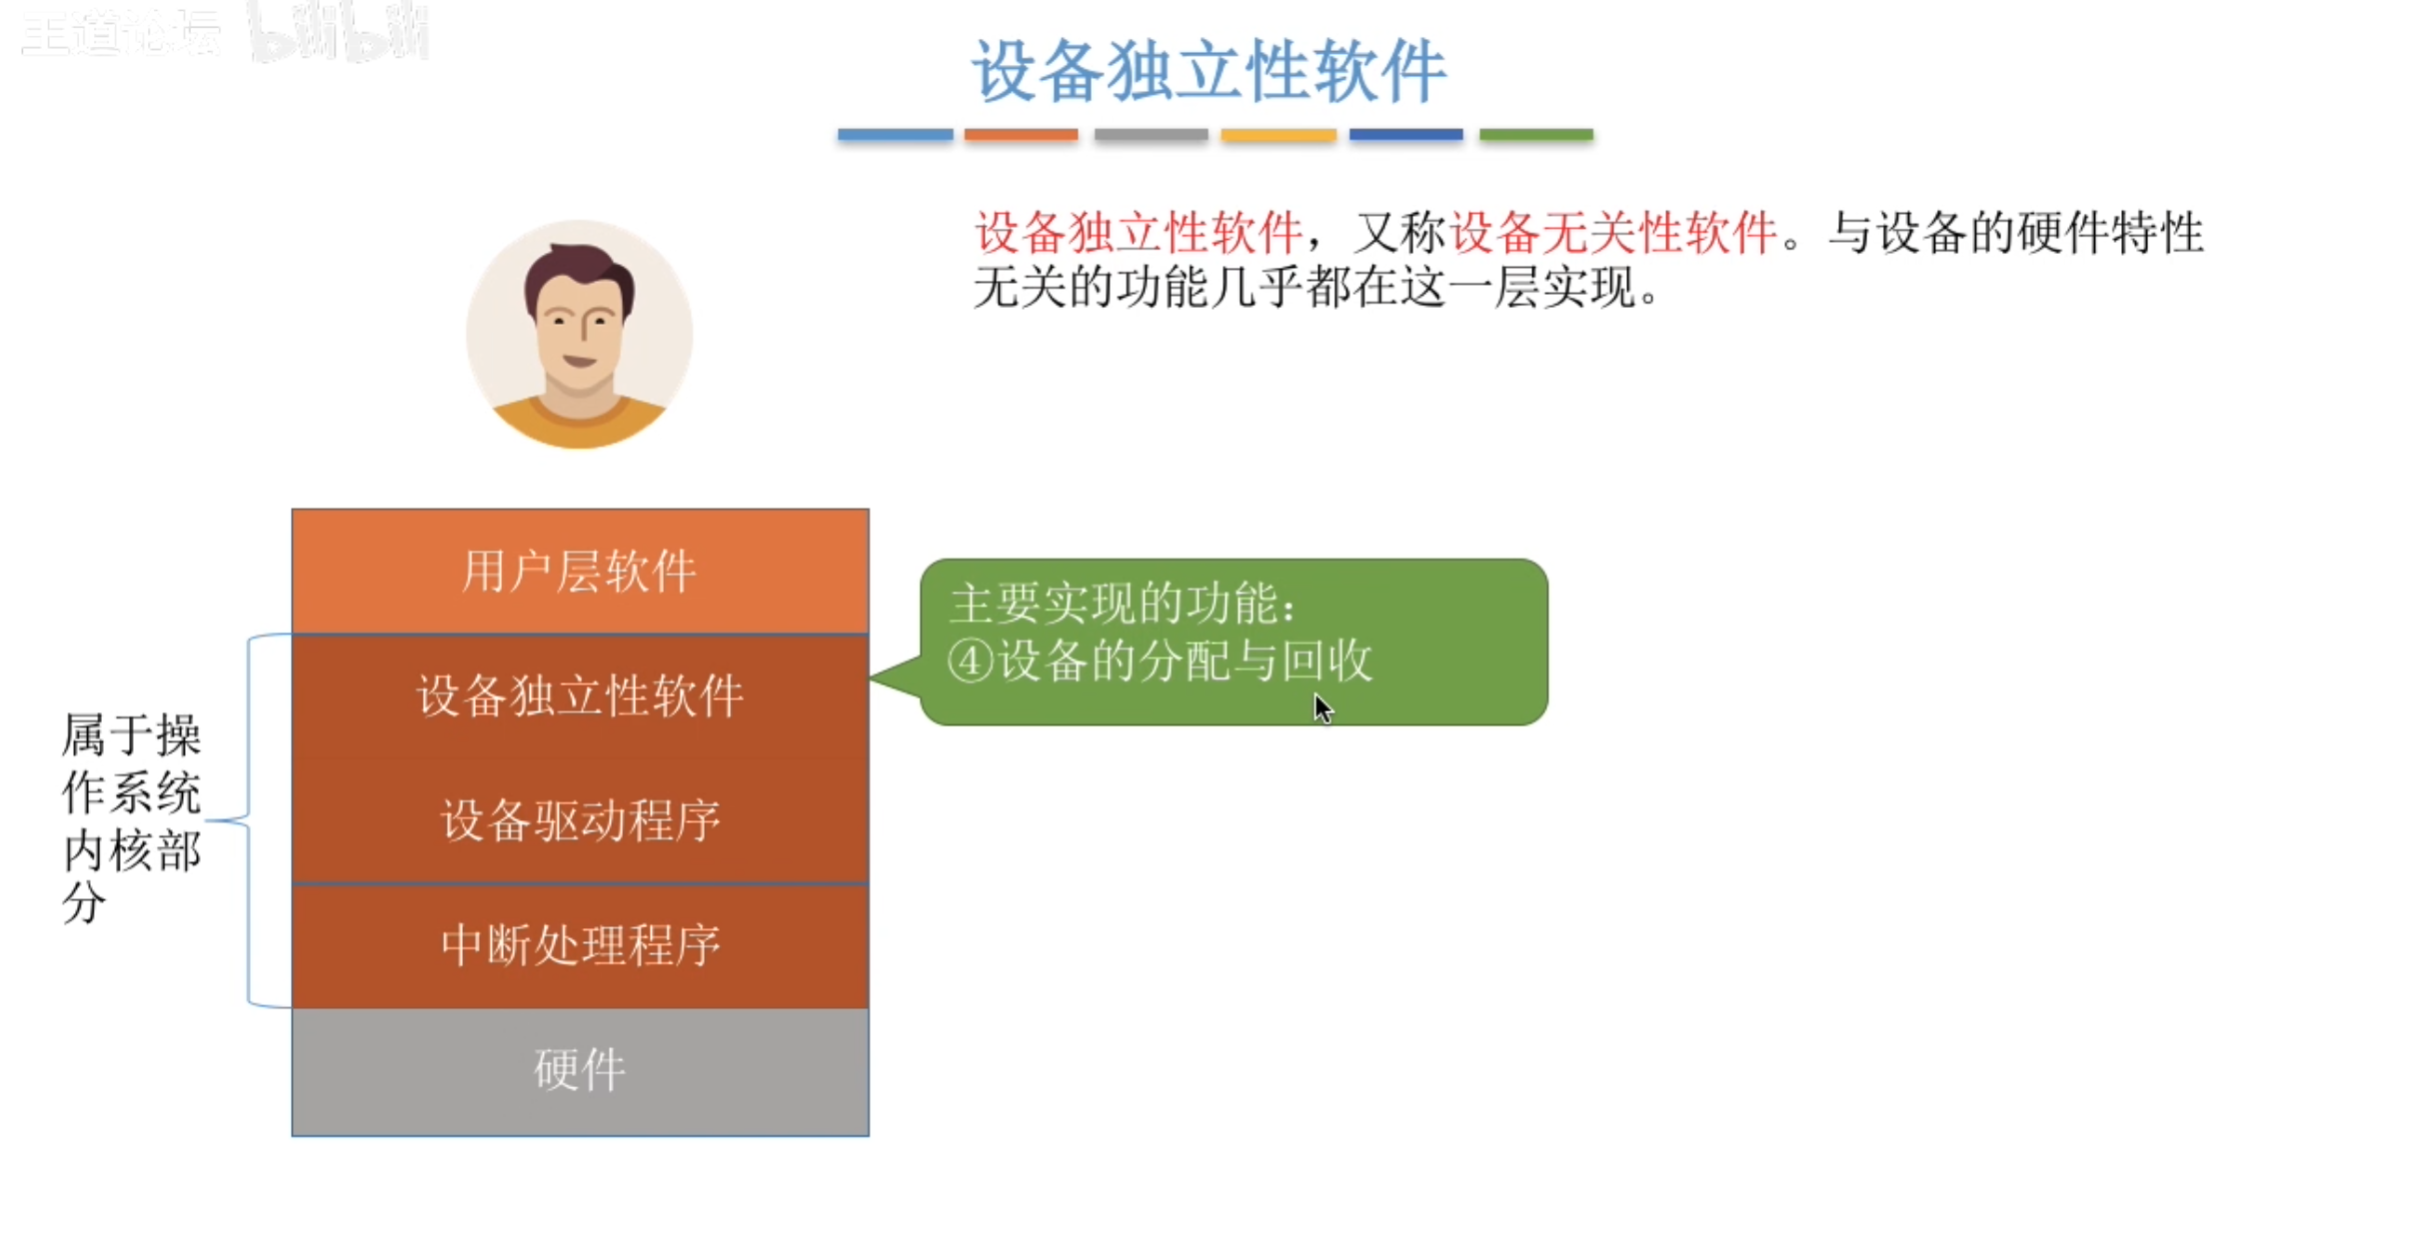 王道论坛 bilibili
设备独立性软件
设备独立性软件，又称设备无关性软件。与设备的硬件特性
无关的功能几乎都在这一层实现。
用户层软件
主要实现的功能：
④设备的分配与回收
设备独立性软件
属于操
作系统
内核部
分
设备驱动程序
中断处理程序
硬件